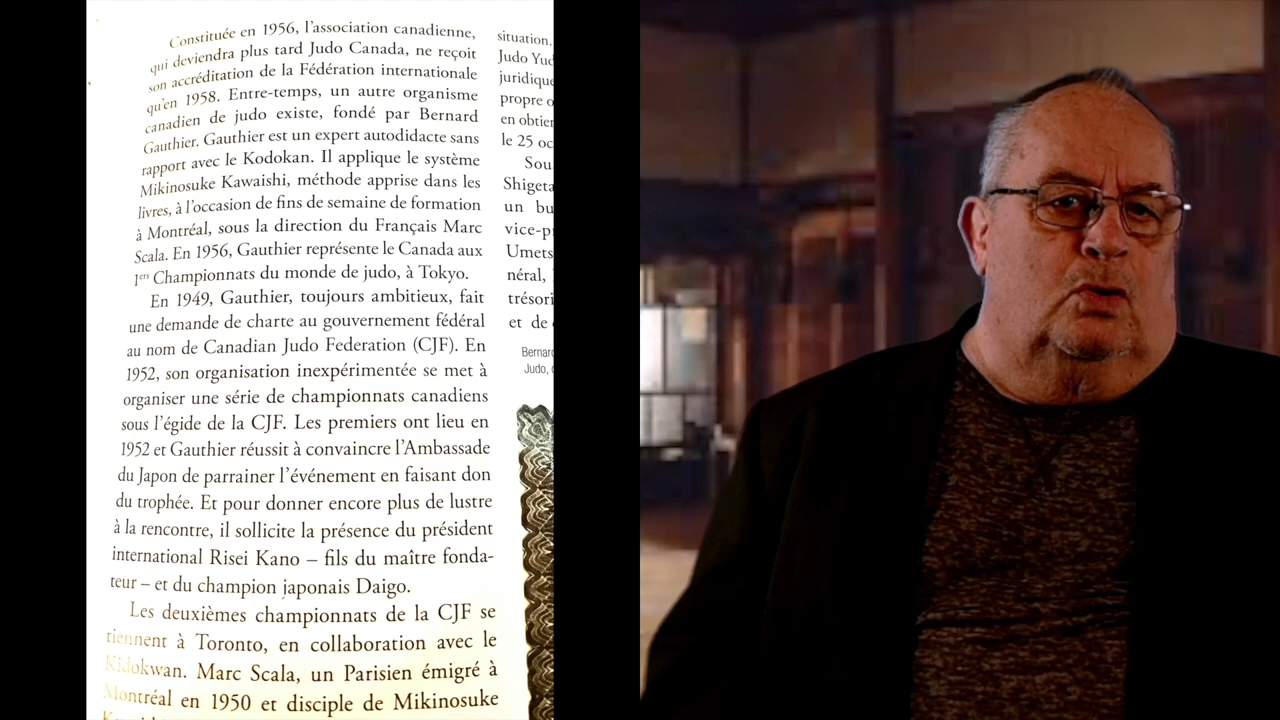 Constituée en 1956, l'association canadienne,
qui deviendra plus tard Judo Canada, ne reçoit
son accréditation de la Fédération internationale
qu'en 1958. Entre-temps, un autre organisme
canadien de judo existe, fondé par Bernard
Gauthier. Gauthier est un expert autodidacte sans
rapport avec le Kodokan. Il applique le système
Mikinosuke Kawaishi, méthode apprise dans les
livres, à l'occasion de fins de semaine de formation
à Montréal, sous la direction du Français Marc
Scala. En 1956, Gauthier représente le Canada aux
1ers Championnats du monde de judo, à Tokyo.
En 1949, Gauthier, toujours ambitieux, fait
une demande de charte au gouvernement fédéral
au nom de Canadian Judo Federation (CJF). En
1952, son organisation inexpérimentée se met à
organiser une série de championnats canadiens
sous l'égide de la CJF. Les premiers ont lieu en
1952 et Gauthier réussit à convaincre l'Ambassade
du Japon de parrainer l'événement en faisant don
du trophée. Et pour donner encore plus de lustre
à la rencontre, il sollicite la présence du président
international Risei Kano – fils du maître fonda-
teur – et du champion japonais Daigo.
Les deuxièmes championnats de la CJF se
tiennent à Toronto, en collaboration avec le
Kidokwan. Marc Scala, un Parisien émigré à
Montréal en 1950 et disciple de Mikinosuke
situation.
Judo Yud
juridique
propre o
en obtien
le 25 oc
Sou
Shigeta
un bu
vice-p
Umets
néral,
trésori
et de
Bernard
Judo,